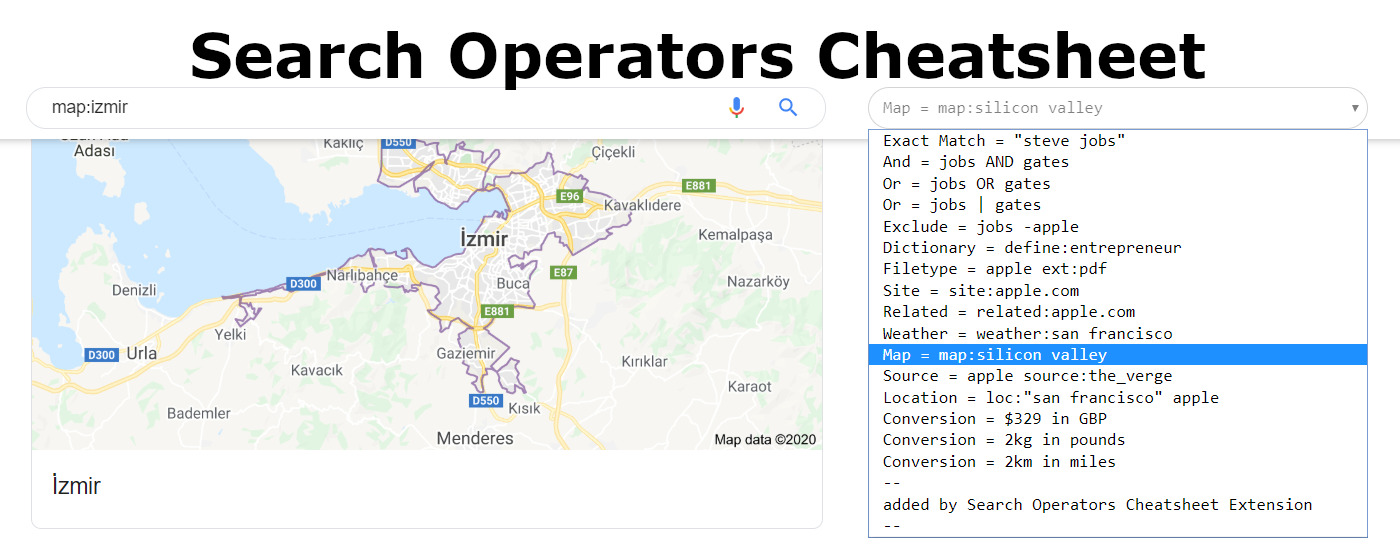 Search Operators Cheatsheet
map:izmir
Map = map:silicon valley
Adası
Kaklıç
D550
Çiçekli
E881
E96
Kavaklıdere
İzmir
Kemalpaşa
Narlıbahçe
E87
Nazarköy
Denizli
D300
Buca
E881
Yelki
D300
Urla
Gaziemir
Kırıklar
Kavacık
Karaot
D550
Kısık
Bademler
Menderes
Map data ©2020
İzmir
Exact Match = "steve jobs"
And = jobs AND gates
Or = jobs OR gates
Or = jobs | gates
Exclude = jobs -apple
Dictionary = define:entrepreneur
Filetype = apple ext:pdf
Site = site:apple.com
Related = related:apple.com
Weather = weather:san francisco
Map = map:silicon valley
Source = apple source:the_verge
Location = loc:"san francisco" apple
Conversion = $329 in GBP
Conversion = 2kg in pounds
Conversion = 2km in miles
--
added by Search Operators Cheatsheet Extension
--